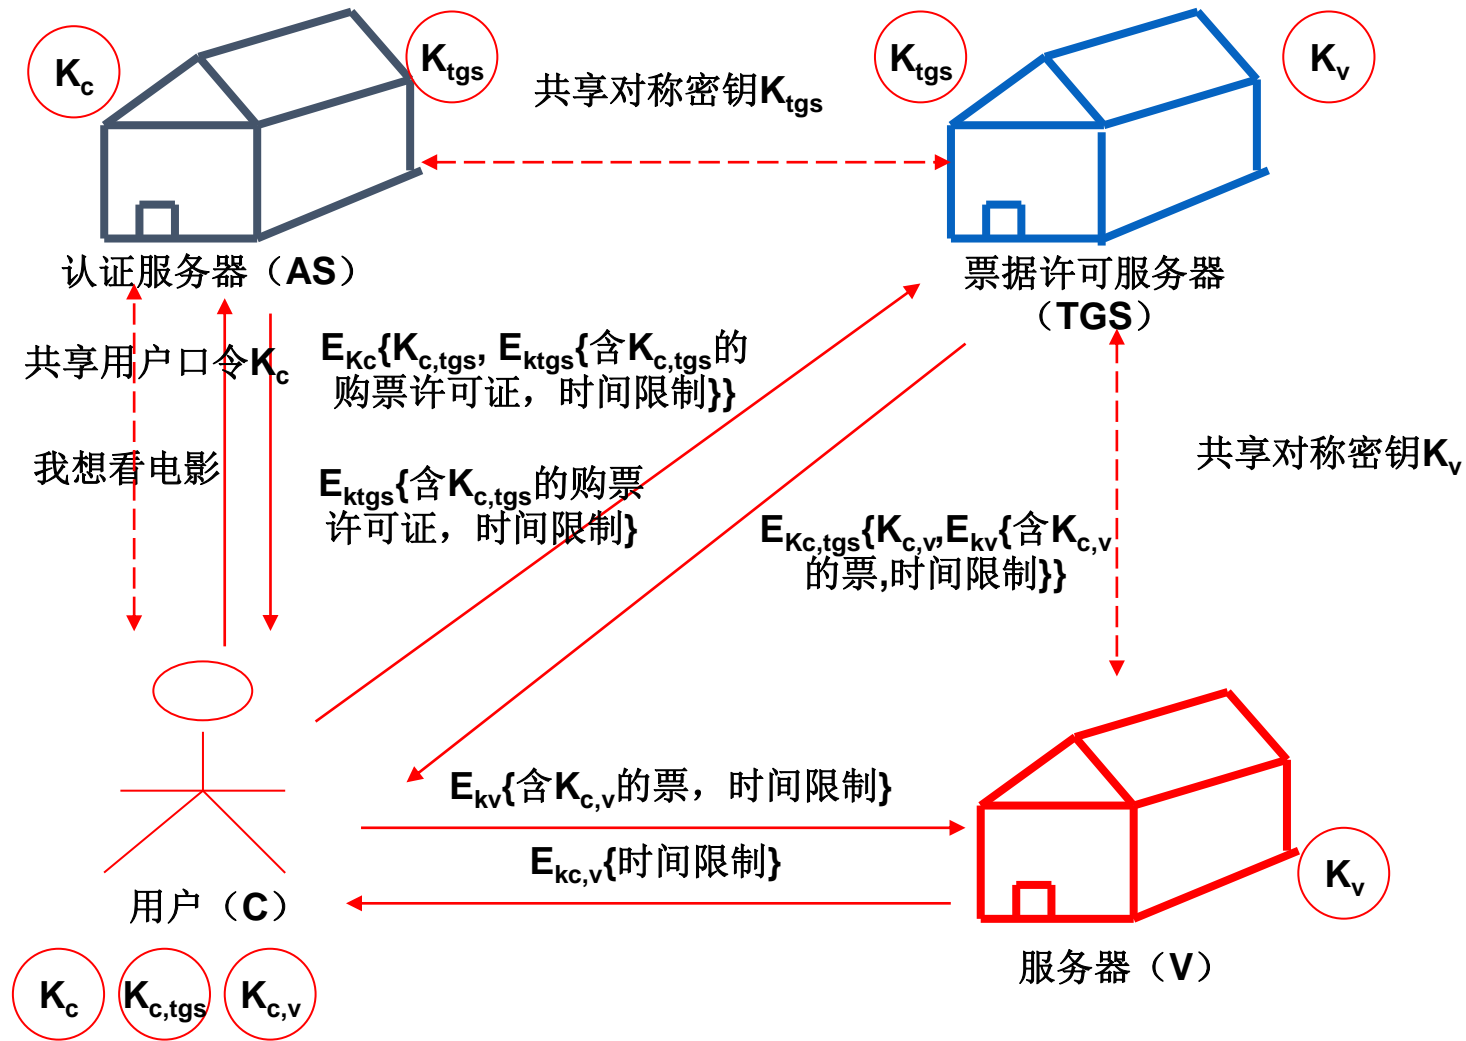 Kc
Ktgs
Ktgs
Kv
共享对称密钥Ktgs
认证服务器（AS）
票据许可服务器
（TGS）
共享用户口令Kc
EKc{Kc,tgs, Ektgs{含Kc,tgs的
购票许可证，时间限制}}
我想看电影
共享对称密钥Kv
Ektgs{含Kc,tgs的购票
许可证，时间限制}
EKc,tgs{Kc,v,Ekv{含Kc,v
的票,时间限制}}
Ekv{含Kc,v的票，时间限制}
Ekc,v{时间限制}
Kv
用户（C）
服务器（V）
Kc
Kc,tgs
Kc,v